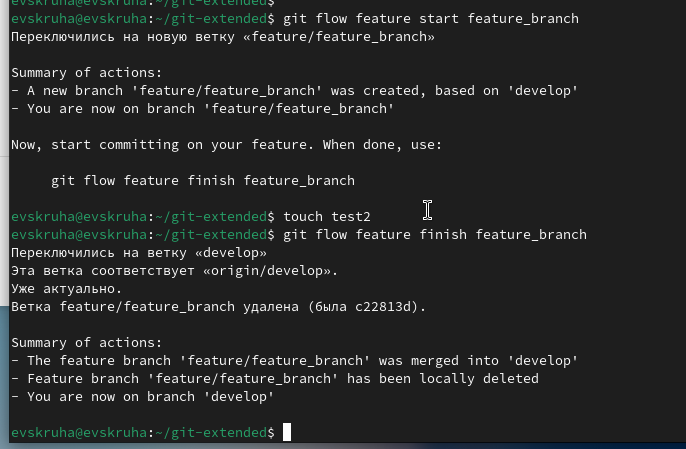 evskruha@evskruha:~/git-extended$
evskruha@evskruha:~/git-extended$ git flow feature start feature_branch
Переключились на новую ветку «feature/feature_branch»
Summary of actions:
- A new branch 'feature/feature_branch' was created, based on 'develop'
- You are now on branch 'feature/feature_branch'
Now, start committing on your feature. When done, use:
git flow feature finish feature_branch
evskruha@evskruha:~/git-extended$ touch test2
evskruha@evskruha:~/git-extended$ git flow feature finish feature_branch
Переключились на ветку «develop»
Эта ветка соответствует «origin/develop».
Уже актуально.
Ветка feature/feature_branch удалена (была c22813d).
Summary of actions:
- The feature branch 'feature/feature_branch' was merged into 'develop'
- Feature branch 'feature/feature_branch' has been locally deleted
- You are now on branch 'develop'
evskruha@evskruha:~/git-extended$